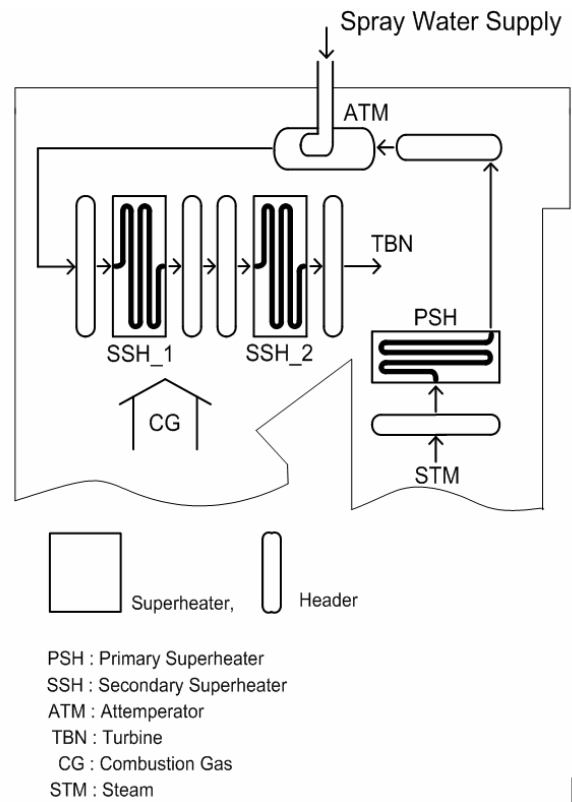 Spray Water Supply
ATM
TBN
PSH
SSH_1
SSH_2
CG
STM
Superheater,
Header
PSH : Primary Superheater
SSH : Secondary Superheater
ATM : Attemperator
TBN : Turbine
CG : Combustion Gas
STM : Steam